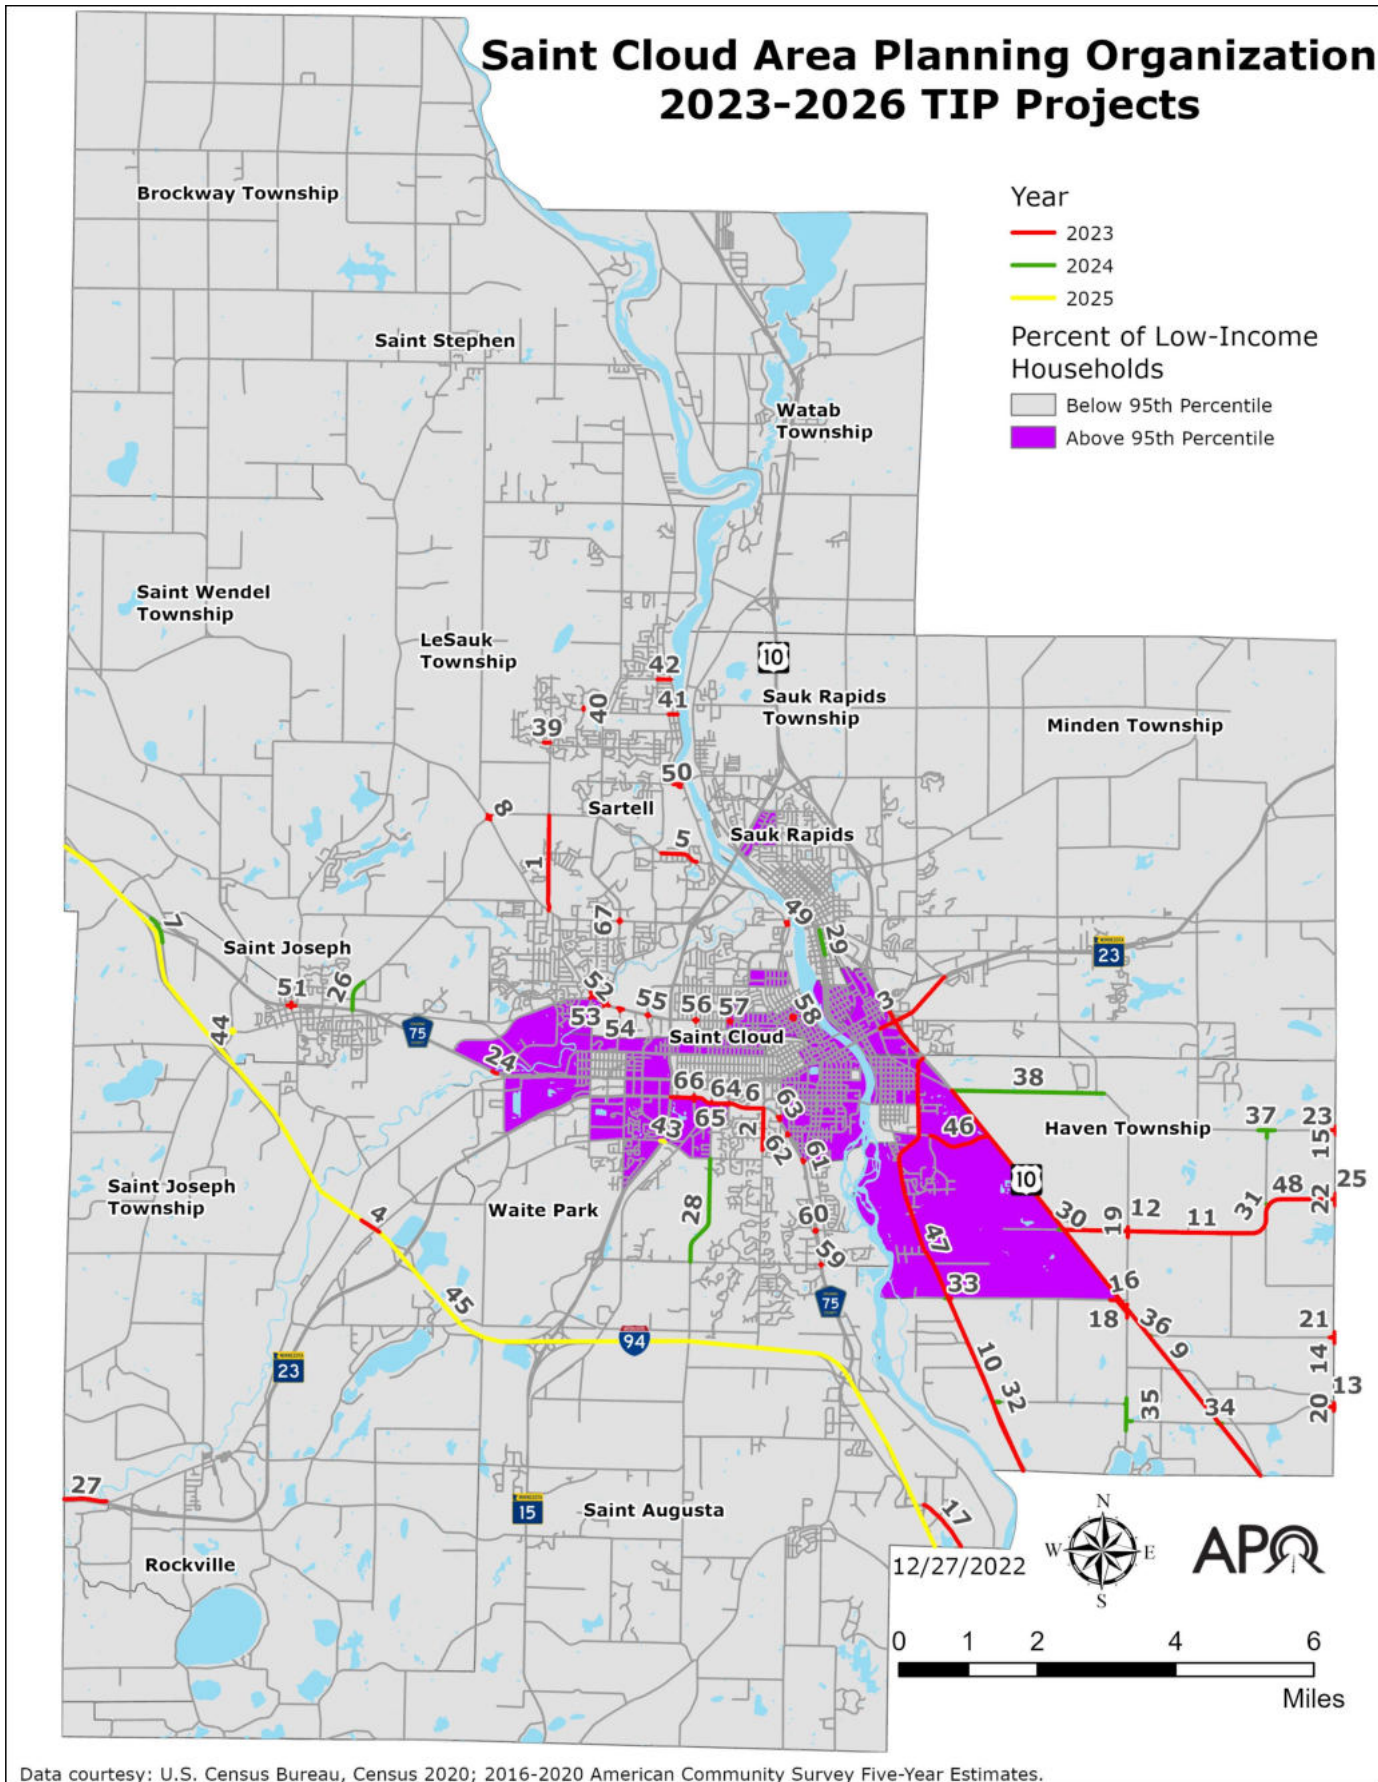 Saint Cloud Area Planning Organization
2023-2026 TIP Projects
Year
2023
2024
2025
Percent of Low-Income
Households
Below 95th Percentile
Above 95th Percentile
Brockway Township
Saint Stephen
Watab
Township
Saint Wendel
Township
LeSauk
Township
10
Sauk Rapids
Township
Minden Township
42
41
40
39
50
Sartell
Sauk Rapids
8
5
1
67
49
29
7
Saint Joseph
MINNESOTA
23
51
26
44
75
52
53
54
55
56
57
58
3
Saint Cloud
24
66
64
6
65
2
63
62
61
43
38
46
Haven Township
37
23
15
10
25
48
22
31
12
11
19
30
Saint Joseph
Township
Waite Park
28
4
45
60
59
75
47
33
16
18
36
9
21
14
13
20
10
32
35
34
INTERSTATE
94
MINNESOTA
23
27
MINNESOTA
15
Saint Augusta
17
Rockville
12/27/2022
N
W
E
S
APO
0 1 2 4 6
Miles
Data courtesy: U.S. Census Bureau, Census 2020; 2016-2020 American Community Survey Five-Year Estimates.